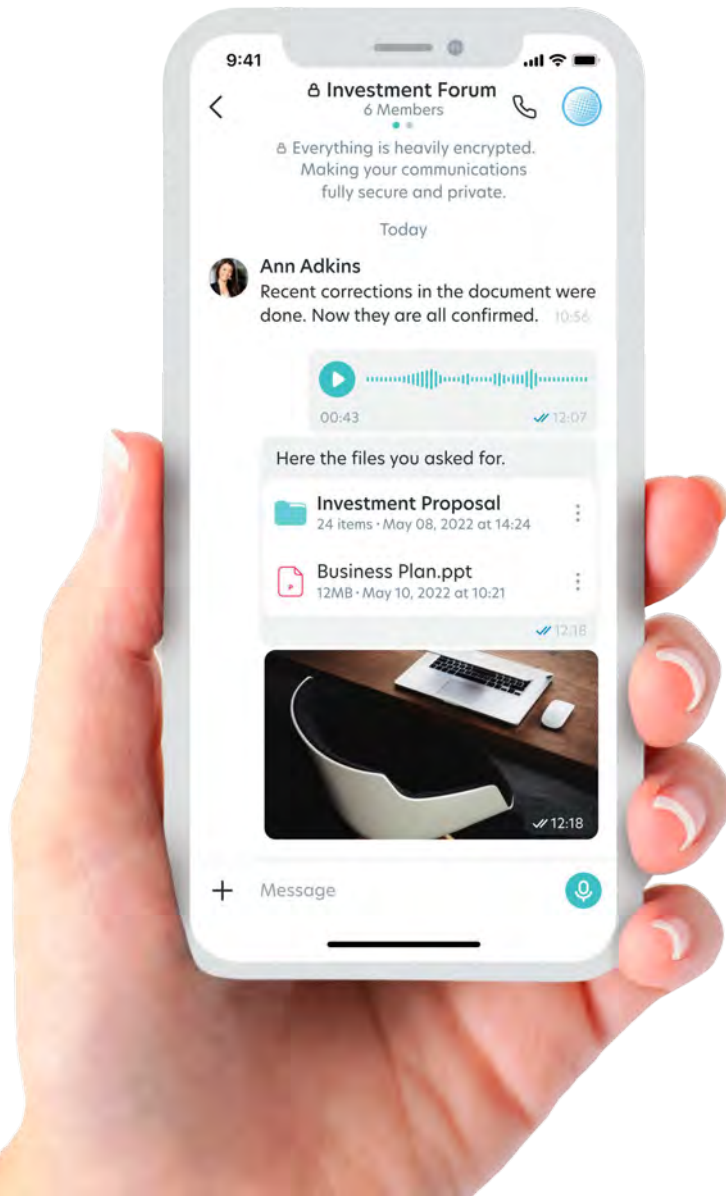 9:41
Investment Forum
6 Members
Everything is heavily encrypted.
Making your communications
fully secure and private.
Today
Ann Adkins
Recent corrections in the document were
done. Now they are all confirmed. 10:56
00:43 12:07
Here the files you asked for.
Investment Proposal
24 items · May 08, 2022 at 14:24
Business Plan.ppt
12MB · May 10, 2022 at 10:21
12:18
12:18
Message